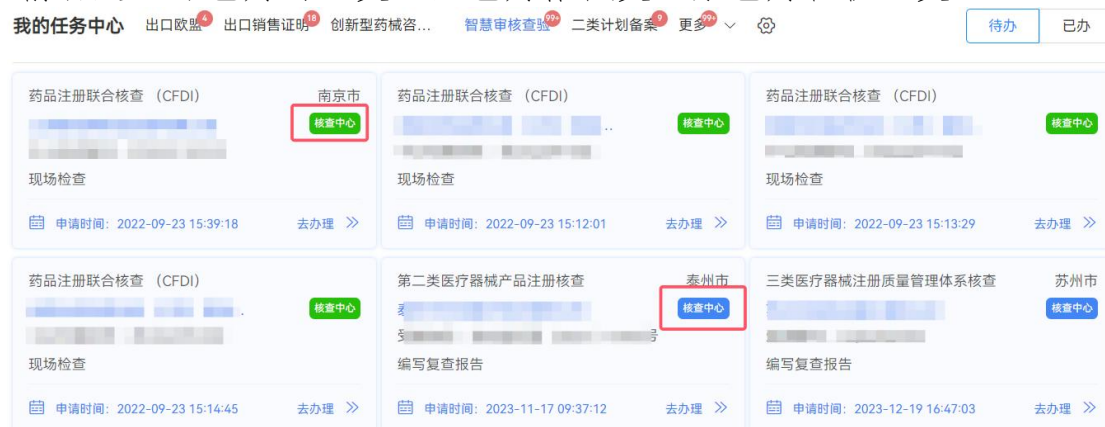 我的任务中心 出口欧盟 4 出口销售证明 18 创新型药械咨... 智慧审核查验 99+ 二类计划备案 9 更多 99+ 待办 已办
药品注册联合核查 (CFDI) 南京市
核查中心
现场检查
申请时间: 2022-09-23 15:39:18 去办理
药品注册联合核查 (CFDI)
.. 核查中心
现场检查
申请时间: 2022-09-23 15:12:01 去办理
药品注册联合核查 (CFDI)
核查中心
现场检查
申请时间: 2022-09-23 15:13:29 去办理
药品注册联合核查 (CFDI)
核查中心
现场检查
申请时间: 2022-09-23 15:14:45 去办理
第二类医疗器械产品注册核查 泰州市
核查中心
号
编写复查报告
申请时间: 2023-11-17 09:37:12 去办理
三类医疗器械注册质量管理体系核查 苏州市
核查中心
编写复查报告
申请时间: 2023-12-19 16:47:03 去办理